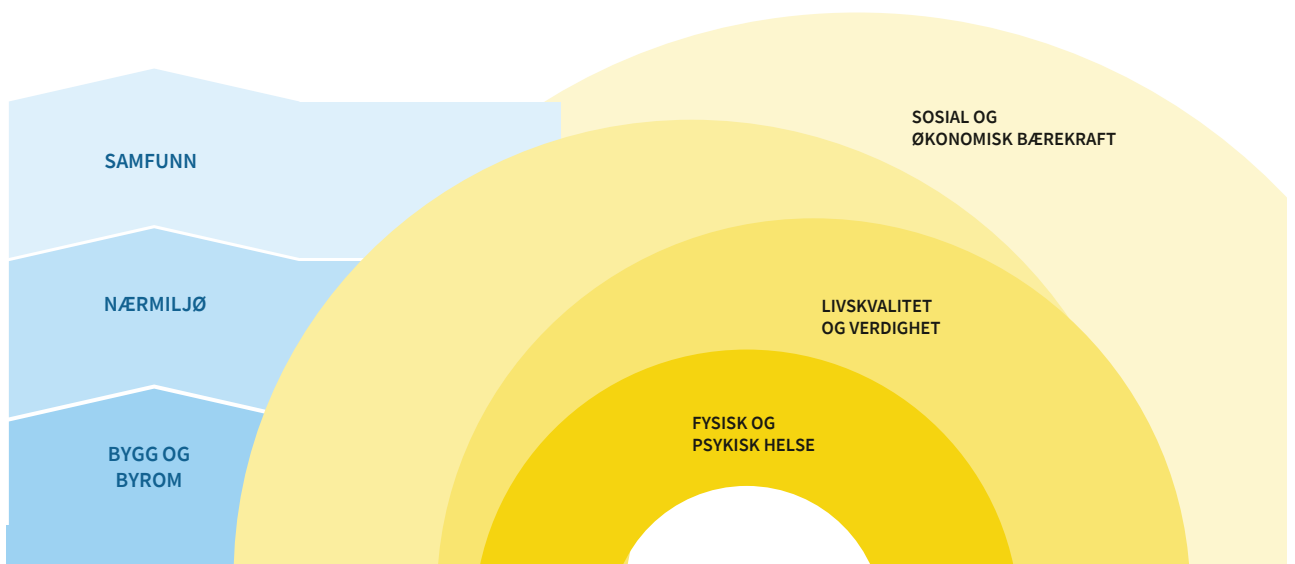 SAMFUNN
NÆRMILJØ
BYGG OG
BYROM
SOSIAL OG
ØKONOMISK BÆREKRAFT
LIVSKVALITET
OG VERDIGHET
FYSISK OG
PSYKISK HELSE